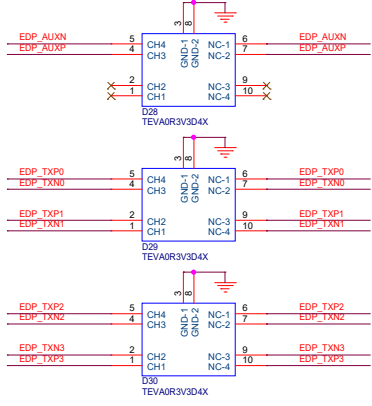 3 8
GND-1 GND-2
EDP_AUXN 5 CH4 NC-1 6 EDP_AUXN
EDP_AUXP 4 CH3 NC-2 7 EDP_AUXP
2 CH2 NC-3 9
1 CH1 NC-4 10
D28
TEVA0R3V3D4X
3 8
GND-1 GND-2
EDP_TXP0 5 CH4 NC-1 6 EDP_TXP0
EDP_TXN0 4 CH3 NC-2 7 EDP_TXN0
EDP_TXP1 2 CH2 NC-3 9 EDP_TXP1
EDP_TXN1 1 CH1 NC-4 10 EDP_TXN1
D29
TEVA0R3V3D4X
3 8
GND-1 GND-2
EDP_TXP2 5 CH4 NC-1 6 EDP_TXP2
EDP_TXN2 4 CH3 NC-2 7 EDP_TXN2
EDP_TXN3 2 CH2 NC-3 9 EDP_TXN3
EDP_TXP3 1 CH1 NC-4 10 EDP_TXP3
D30
TEVA0R3V3D4X